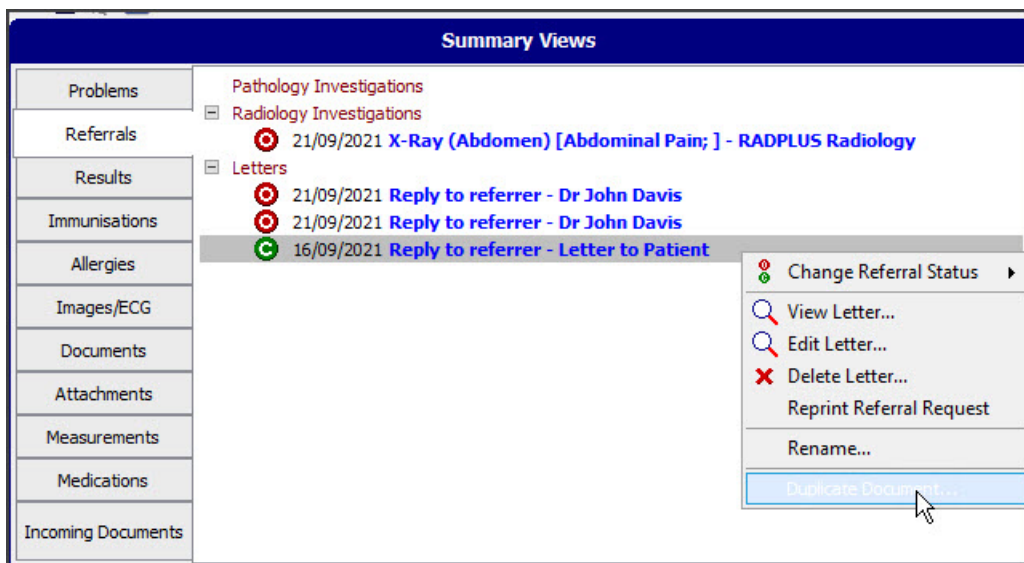 Summary Views
Problems
Referrals
Results
Immunisations
Allergies
Images/ECG
Documents
Attachments
Measurements
Medications
Incoming Documents
Pathology Investigations
Radiology Investigations
21/09/2021 X-Ray (Abdomen) [Abdominal Pain; ] - RADPLUS Radiology
Letters
21/09/2021 Reply to referrer - Dr John Davis
21/09/2021 Reply to referrer - Dr John Davis
C 16/09/2021 Reply to referrer - Letter to Patient
Change Referral Status
View Letter...
Edit Letter...
Delete Letter...
Reprint Referral Request
Rename...
Duplicate Document...